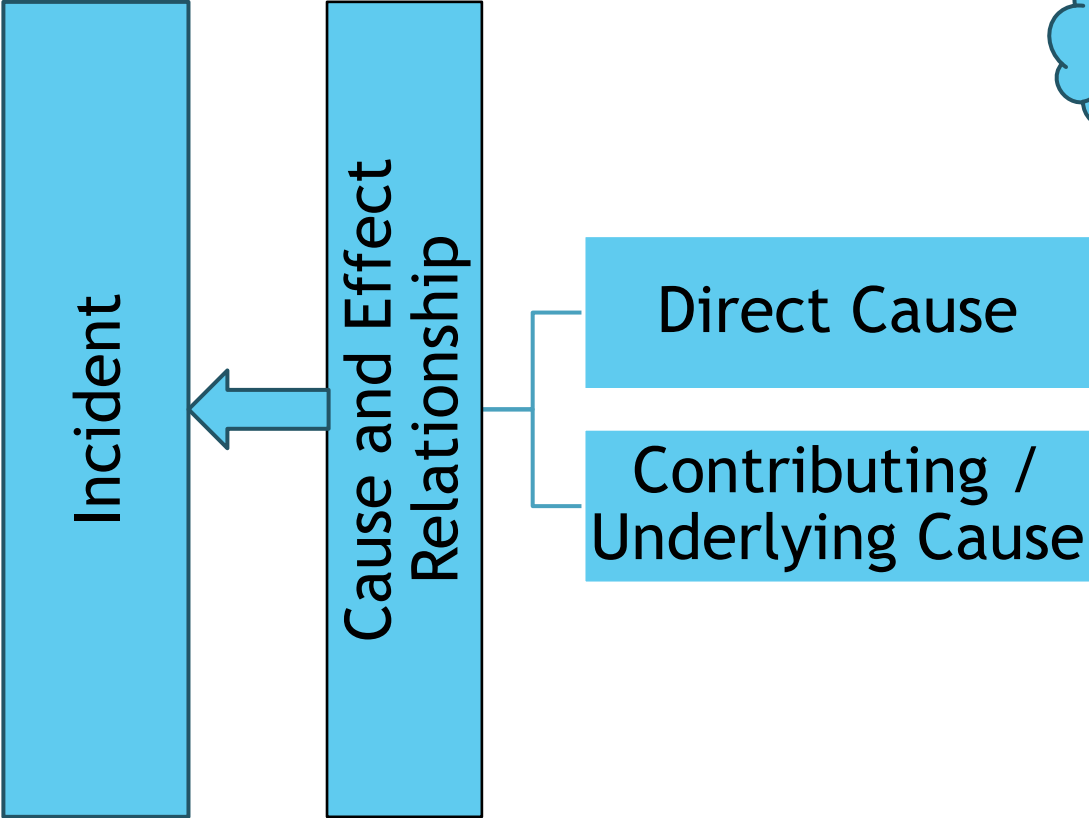 Incident
Cause and Effect
Relationship
Direct Cause
Contributing /
Underlying Cause